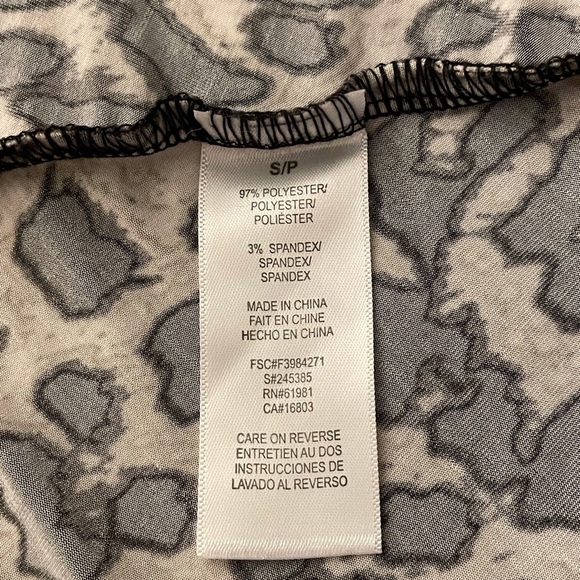 S/P
97% POLYESTER/
POLYESTER/
POLIÉSTER
3% SPANDEX/
SPANDEX/
SPANDEX
MADE IN CHINA
FAIT EN CHINE
HECHO EN CHINA
FSC#F3984271
S#245385
RN#61981
CA#16803
CARE ON REVERSE
ENTRETIEN AU DOS
INSTRUCCIONES DE
LAVADO AL REVERSO